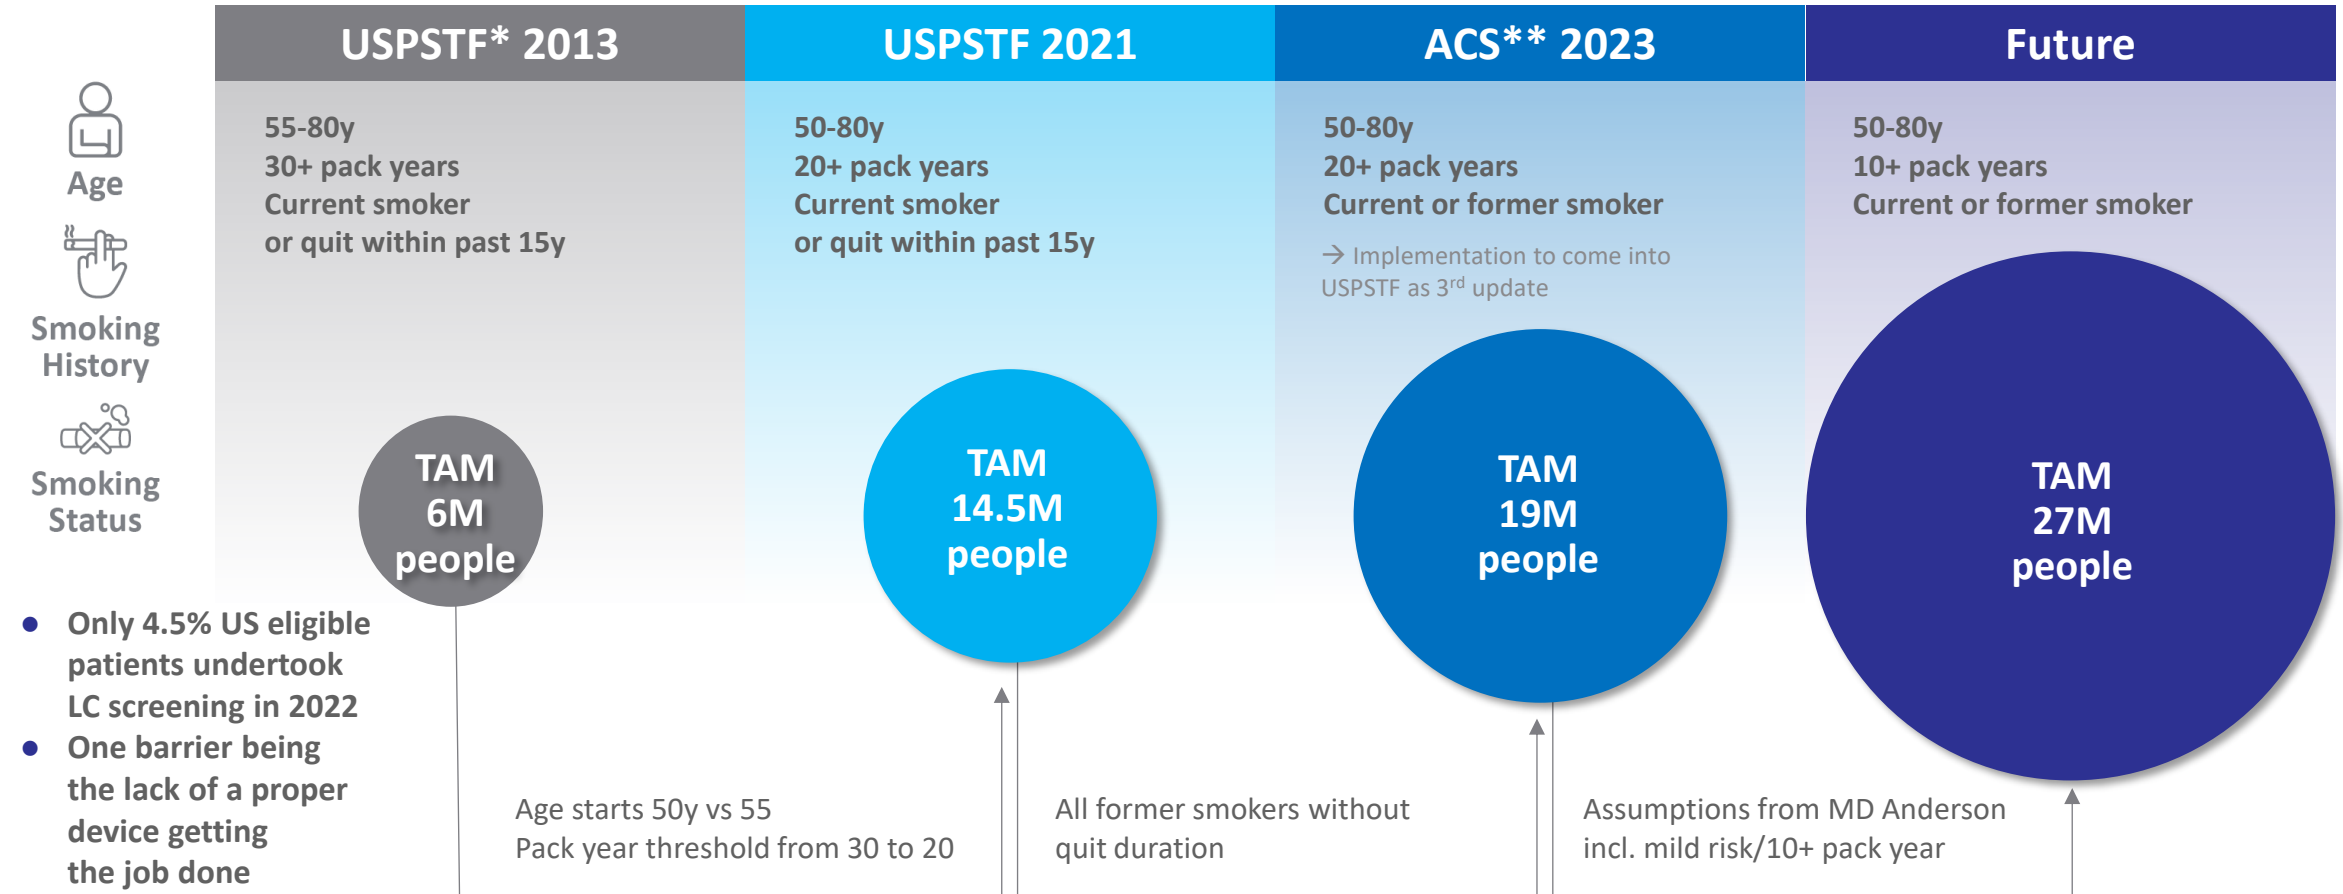 USPSTF* 2013
USPSTF 2021
ACS** 2023
Future
Age
Smoking
History
Smoking
Status
55-80y
30+ pack years
Current smoker
or quit within past 15y
50-80y
20+ pack years
Current smoker
or quit within past 15y
50-80y
20+ pack years
Current or former smoker
→ Implementation to come into
USPSTF as 3rd update
50-80y
10+ pack years
Current or former smoker
TAM
6M
people
TAM
14.5M
people
TAM
19M
people
TAM
27M
people
● Only 4.5% US eligible
patients undertook
LC screening in 2022
● One barrier being
the lack of a proper
device getting
the job done
Age starts 50y vs 55
Pack year threshold from 30 to 20
All former smokers without
quit duration
Assumptions from MD Anderson
incl. mild risk/10+ pack year